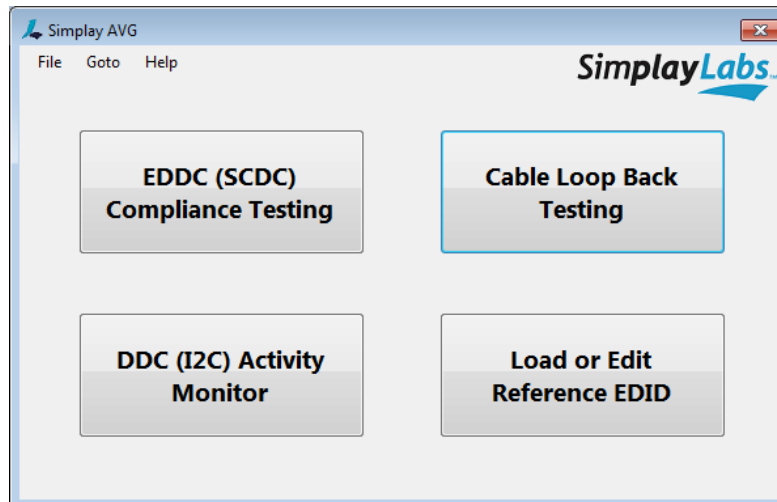 Simplay AVG
File Goto Help
SimplayLabs
EDDC (SCDC)
Compliance Testing
Cable Loop Back
Testing
DDC (I2C) Activity
Monitor
Load or Edit
Reference EDID